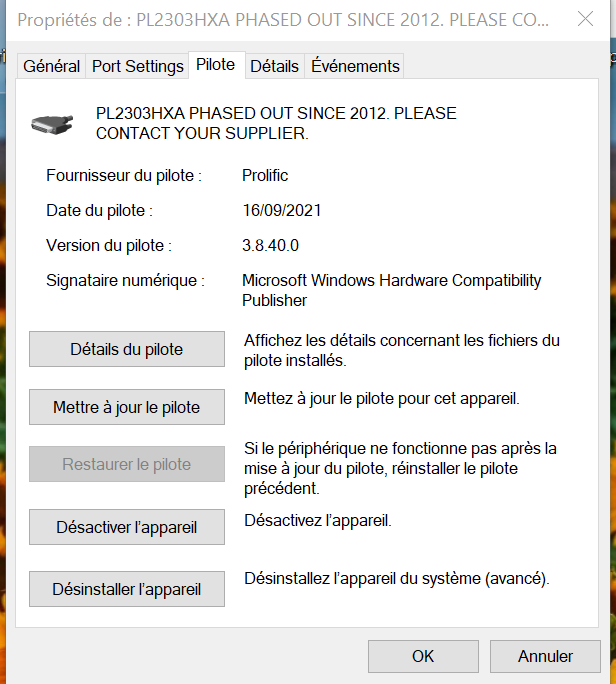 Propriétés de : PL2303HXA PHASED OUT SINCE 2012. PLEASE CO...
Général
Port Settings
Pilote
Détails
Événements
PL2303HXA PHASED OUT SINCE 2012. PLEASE
CONTACT YOUR SUPPLIER.
Fournisseur du pilote :
Prolific
Date du pilote :
16/09/2021
Version du pilote :
3.8.40.0
Signataire numérique :
Microsoft Windows Hardware Compatibility
Publisher
Détails du pilote
Affichez les détails concernant les fichiers du
pilote installés.
Mettre à jour le pilote
Mettez à jour le pilote pour cet appareil.
Restaurer le pilote
Si le périphérique ne fonctionne pas après la
mise à jour du pilote, réinstaller le pilote
précédent.
Désactiver l’appareil
Désactivez l’appareil.
Désinstaller l’appareil
Désinstallez l’appareil du système (avancé).
OK
Annuler